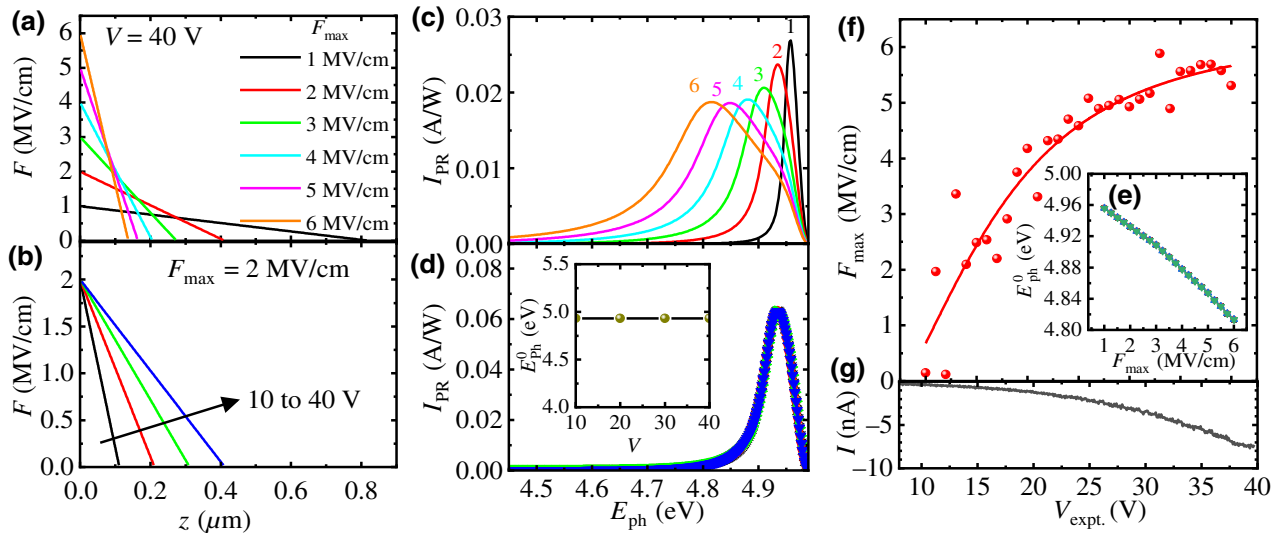 (a)
V = 40 V
F_max
1 MV/cm
2 MV/cm
3 MV/cm
4 MV/cm
5 MV/cm
6 MV/cm
F (MV/cm)
6
5
4
3
2
1
0
(b)
F_max = 2 MV/cm
10 to 40 V
F (MV/cm)
2.0
1.5
1.0
0.5
0.0
0.0 0.2 0.4 0.6 0.8
z (μm)
(c)
I_PR (A/W)
0.03
0.02
0.01
0.00
6 5 4 3 2 1
(d)
I_PR (A/W)
0.08
0.06
0.04
0.02
0.00
E⁰_Ph (eV)
5.5
5.0
4.5
4.0
10 20 30 40
V
4.5 4.6 4.7 4.8 4.9
E_ph (eV)
(f)
F_max (MV/cm)
6
5
4
3
2
1
0
(e)
E⁰_ph (eV)
5.00
4.96
4.92
4.88
4.84
4.80
1 2 3 4 5 6
F_max (MV/cm)
(g)
I (nA)
0
−5
−10
10 15 20 25 30 35 40
V_expt. (V)